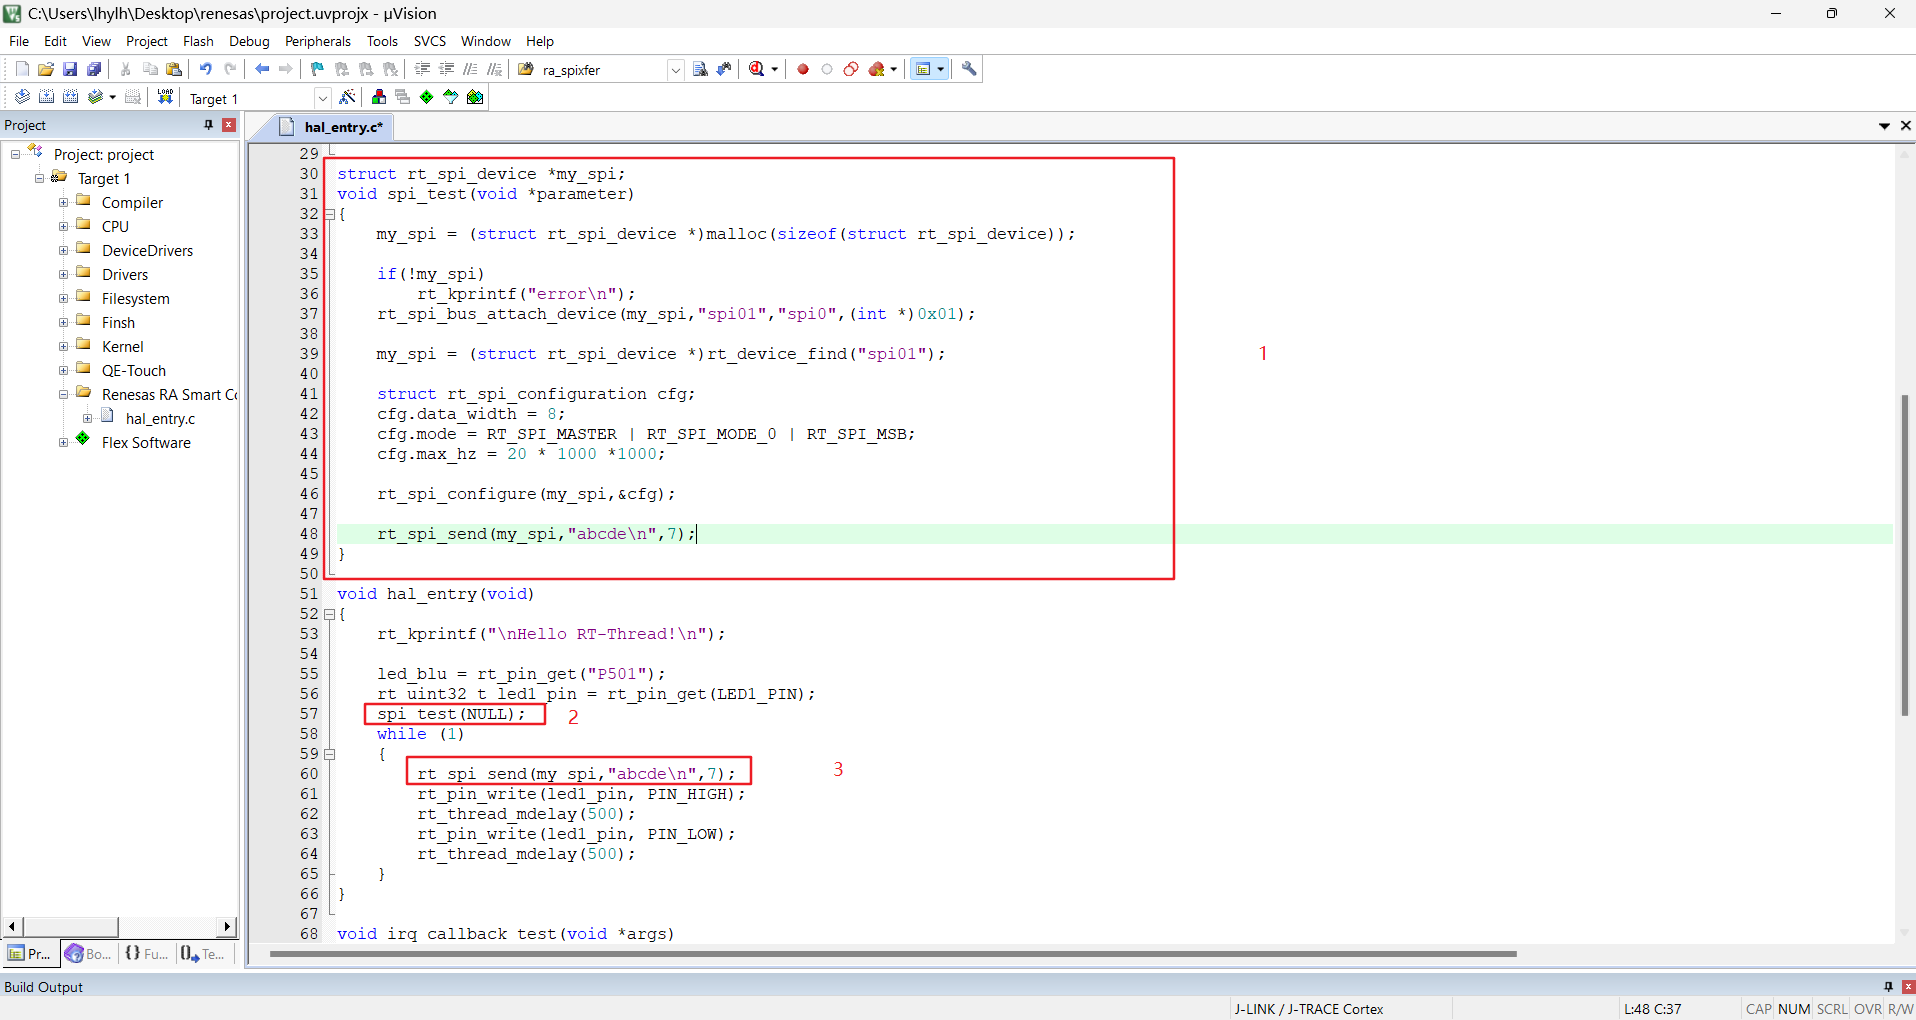 C:\Users\lhylh\Desktop\renesas\project.uvprojx - µVision
File Edit View Project Flash Debug Peripherals Tools SVCS Window Help
ra_spixfer
LOAD Target 1
Project
hal_entry.c*
Project: project
Target 1
Compiler
CPU
DeviceDrivers
Drivers
Filesystem
Finsh
Kernel
QE-Touch
Renesas RA Smart Co
hal_entry.c
Flex Software
Pr...
Bo...
{} Fu...
Te...
29
30 struct rt_spi_device *my_spi;
31 void spi_test(void *parameter)
32 {
33 my_spi = (struct rt_spi_device *)malloc(sizeof(struct rt_spi_device));
34
35 if(!my_spi)
36 rt_kprintf("error\n");
37 rt_spi_bus_attach_device(my_spi,"spi01","spi0",(int *)0x01);
38
39 my_spi = (struct rt_spi_device *)rt_device_find("spi01");
40
41 struct rt_spi_configuration cfg;
42 cfg.data_width = 8;
43 cfg.mode = RT_SPI_MASTER | RT_SPI_MODE_0 | RT_SPI_MSB;
44 cfg.max_hz = 20 * 1000 *1000;
45
46 rt_spi_configure(my_spi,&cfg);
47
48 rt_spi_send(my_spi,"abcde\n",7);
49 }
50
1
51 void hal_entry(void)
52 {
53 rt_kprintf("\nHello RT-Thread!\n");
54
55 led_blu = rt_pin_get("P501");
56 rt_uint32_t led1_pin = rt_pin_get(LED1_PIN);
57 spi_test(NULL); 2
58 while (1)
59 {
60 rt_spi_send(my_spi,"abcde\n",7); 3
61 rt_pin_write(led1_pin, PIN_HIGH);
62 rt_thread_mdelay(500);
63 rt_pin_write(led1_pin, PIN_LOW);
64 rt_thread_mdelay(500);
65 }
66 }
67
68 void irq_callback_test(void *args)
Build Output
J-LINK / J-TRACE Cortex L:48 C:37 CAP NUM SCRL OVR R/W